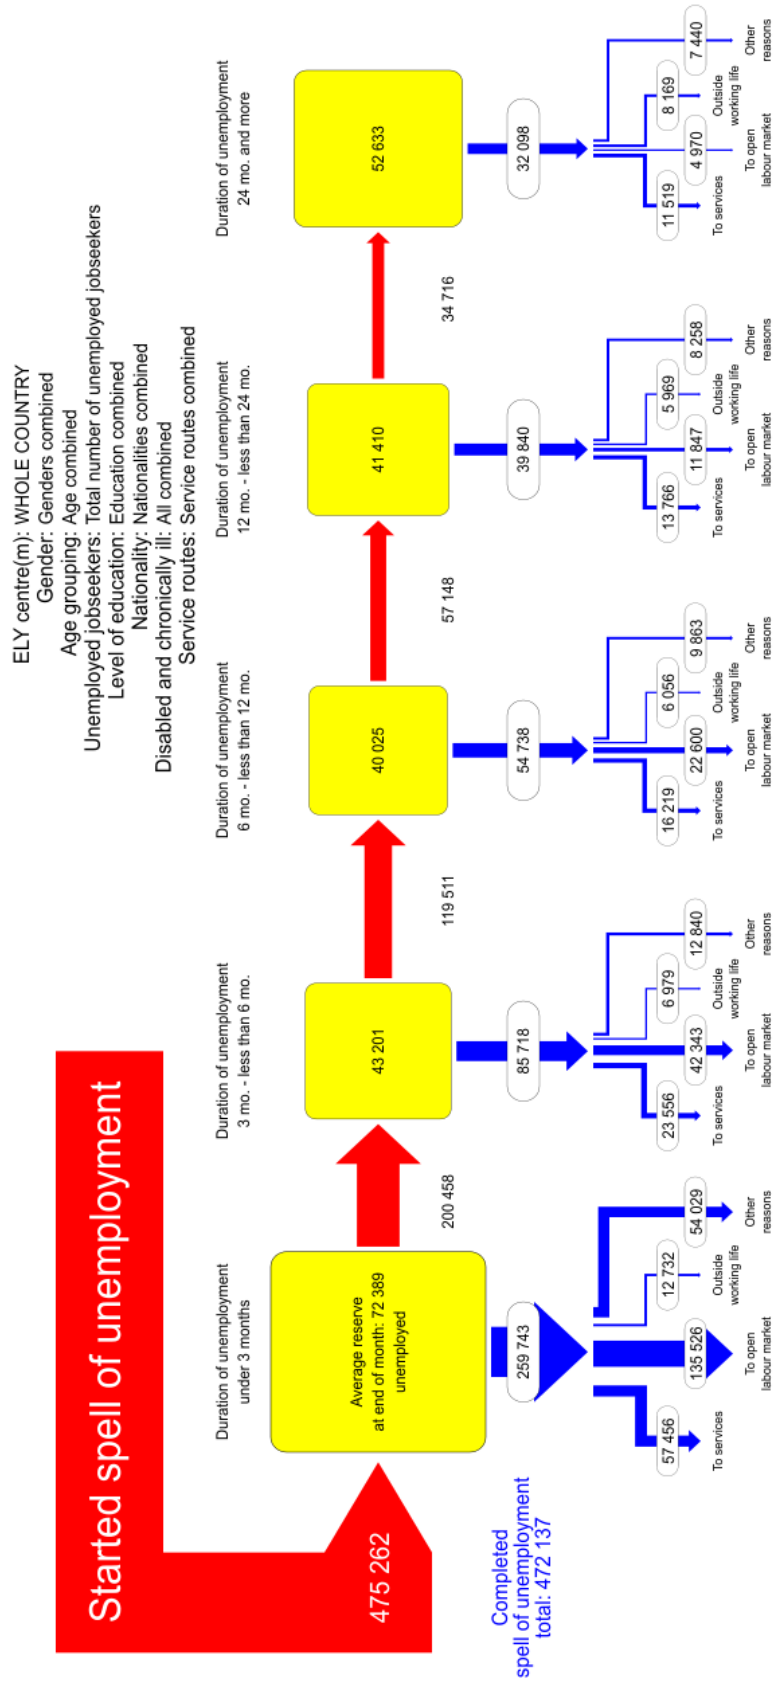 ELY centre(m): WHOLE COUNTRY
Gender: Genders combined
Age grouping: Age combined
Unemployed jobseekers: Total number of unemployed jobseekers
Level of education: Education combined
Nationality: Nationalities combined
Disabled and chronically ill: All combined
Service routes: Service routes combined
Started spell of unemployment
475 262
Duration of unemployment
under 3 months
Average reserve
at end of month: 72 389
unemployed
200 458
Duration of unemployment
3 mo. - less than 6 mo.
43 201
119 511
Duration of unemployment
6 mo. - less than 12 mo.
40 025
57 148
Duration of unemployment
12 mo. - less than 24 mo.
41 410
34 716
Duration of unemployment
24 mo. and more
52 633
Completed
spell of unemployment
total: 472 137
259 743
57 456
135 526
12 732
54 029
To services
To open
labour market
Outside
working life
Other
reasons
85 718
23 556
42 343
6 979
12 840
To services
To open
labour market
Outside
working life
Other
reasons
54 738
16 219
22 600
6 056
9 863
To services
To open
labour market
Outside
working life
Other
reasons
39 840
13 766
11 847
5 969
8 258
To services
To open
labour market
Outside
working life
Other
reasons
32 098
11 519
4 970
8 169
7 440
To services
To open
labour market
Outside
working life
Other
reasons